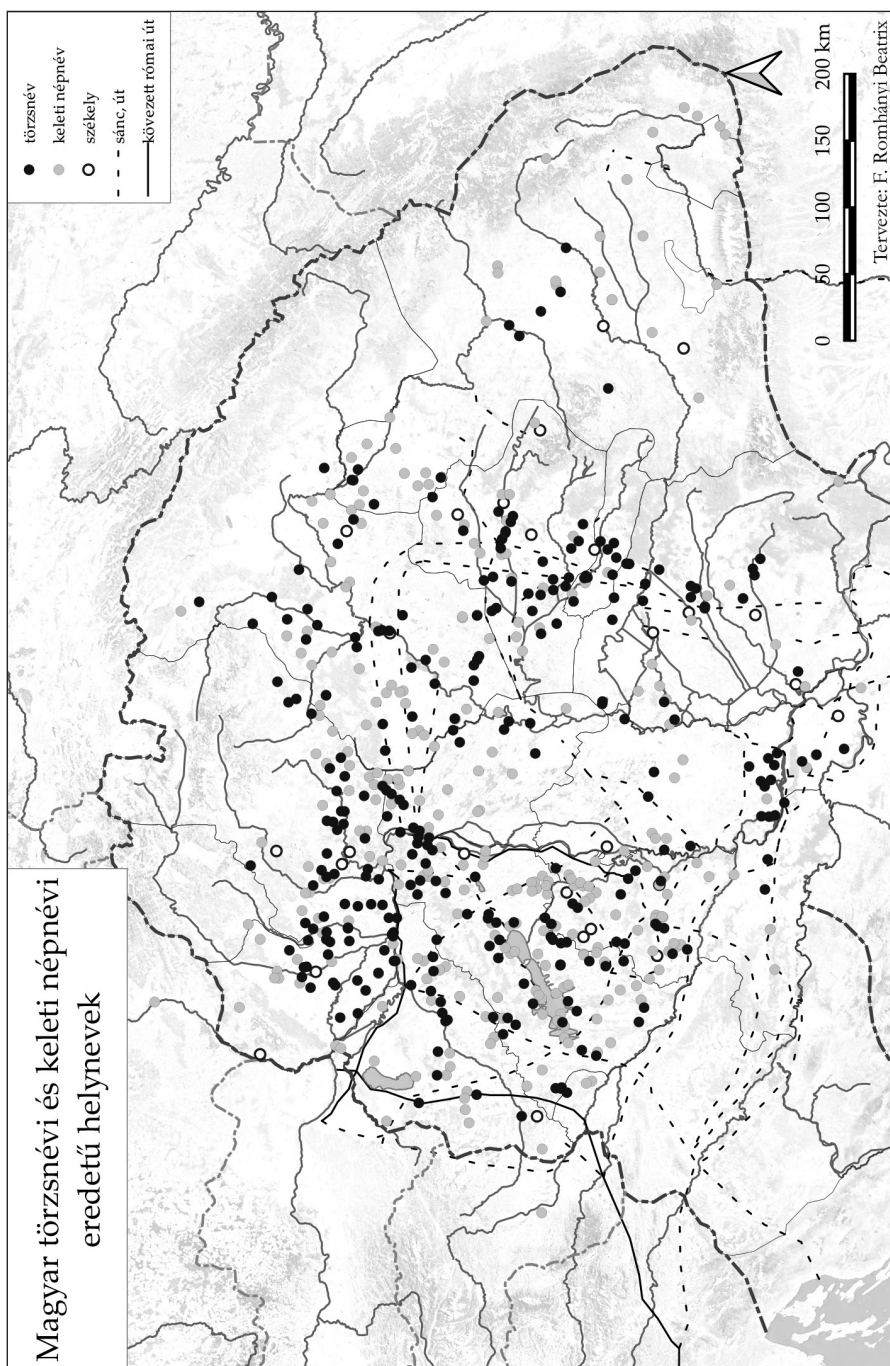 Magyar törzsnévi és keleti népnévi
eredetű helynevek
törzsnév
keleti népnév
székely
sánc, út
kövezett római út
0 50 100 150 200 km
Tervezte: F. Romhányi Beatrix